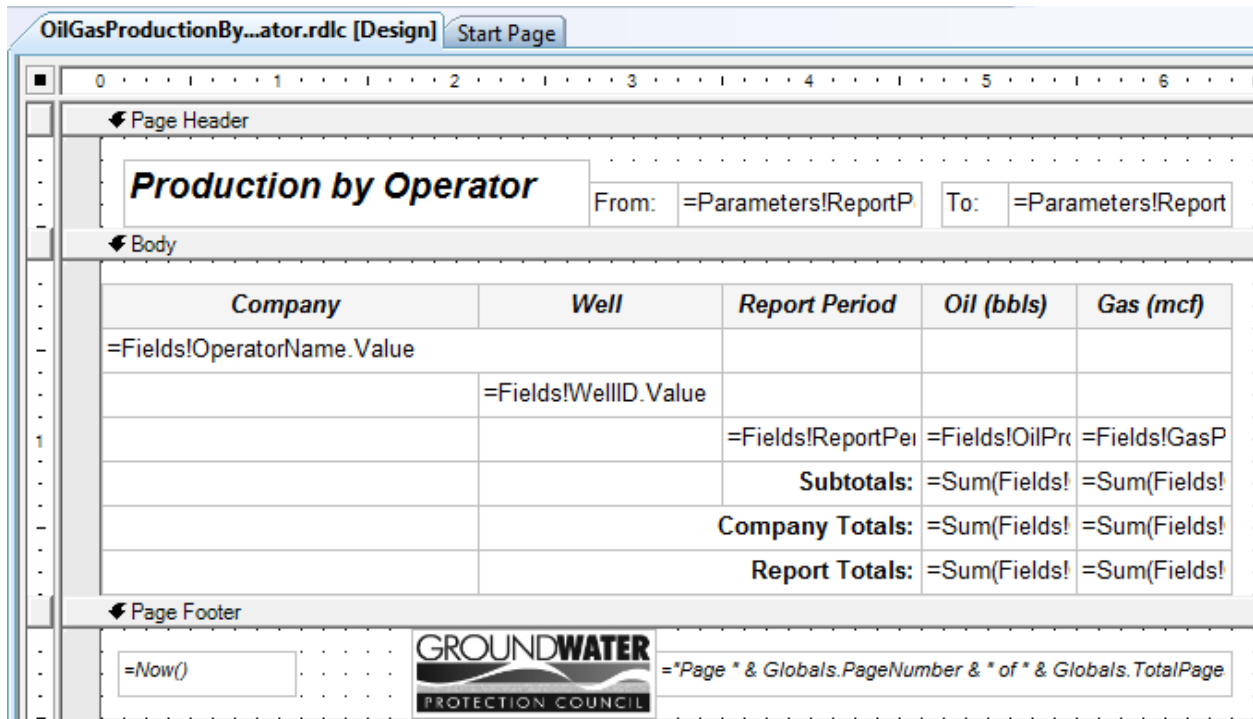 OilGasProductionBy...ator.rdlc [Design] Start Page
0 1 2 3 4 5 6
Page Header
Production by Operator From: =Parameters!ReportP To: =Parameters!Report
Body
Company Well Report Period Oil (bbls) Gas (mcf)
=Fields!OperatorName.Value
=Fields!WellID.Value
1 =Fields!ReportPer =Fields!OilPro =Fields!GasP
Subtotals: =Sum(Fields! =Sum(Fields!
Company Totals: =Sum(Fields! =Sum(Fields!
Report Totals: =Sum(Fields! =Sum(Fields!
Page Footer
=Now() GROUNDWATER PROTECTION COUNCIL ="Page " & Globals.PageNumber & " of " & Globals.TotalPage